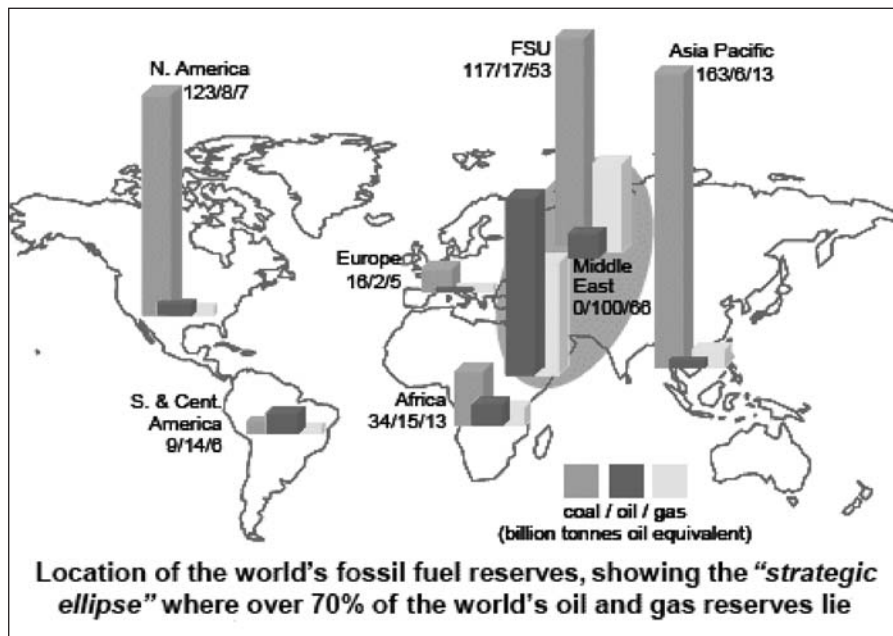 FSU
117/17/53
Asia Pacific
163/6/13
N. America
123/8/7
Europe
16/2/5
Middle
East
0/100/66
S. & Cent.
America
9/14/6
Africa
34/15/13
coal / oil / gas
(billion tonnes oil equivalent)
Location of the world's fossil fuel reserves, showing the "strategic
ellipse" where over 70% of the world's oil and gas reserves lie